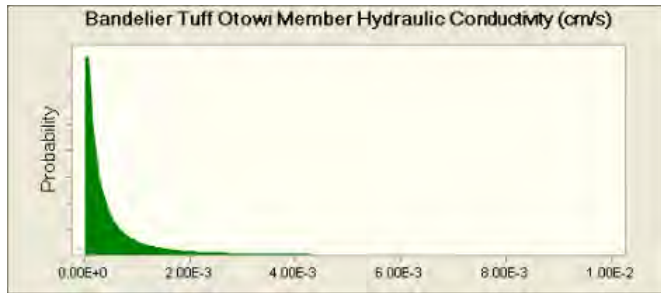 Bandelier Tuff Otowi Member Hydraulic Conductivity (cm/s)
Probability
0.00E+0 2.00E-3 4.00E-3 6.00E-3 8.00E-3 1.00E-2